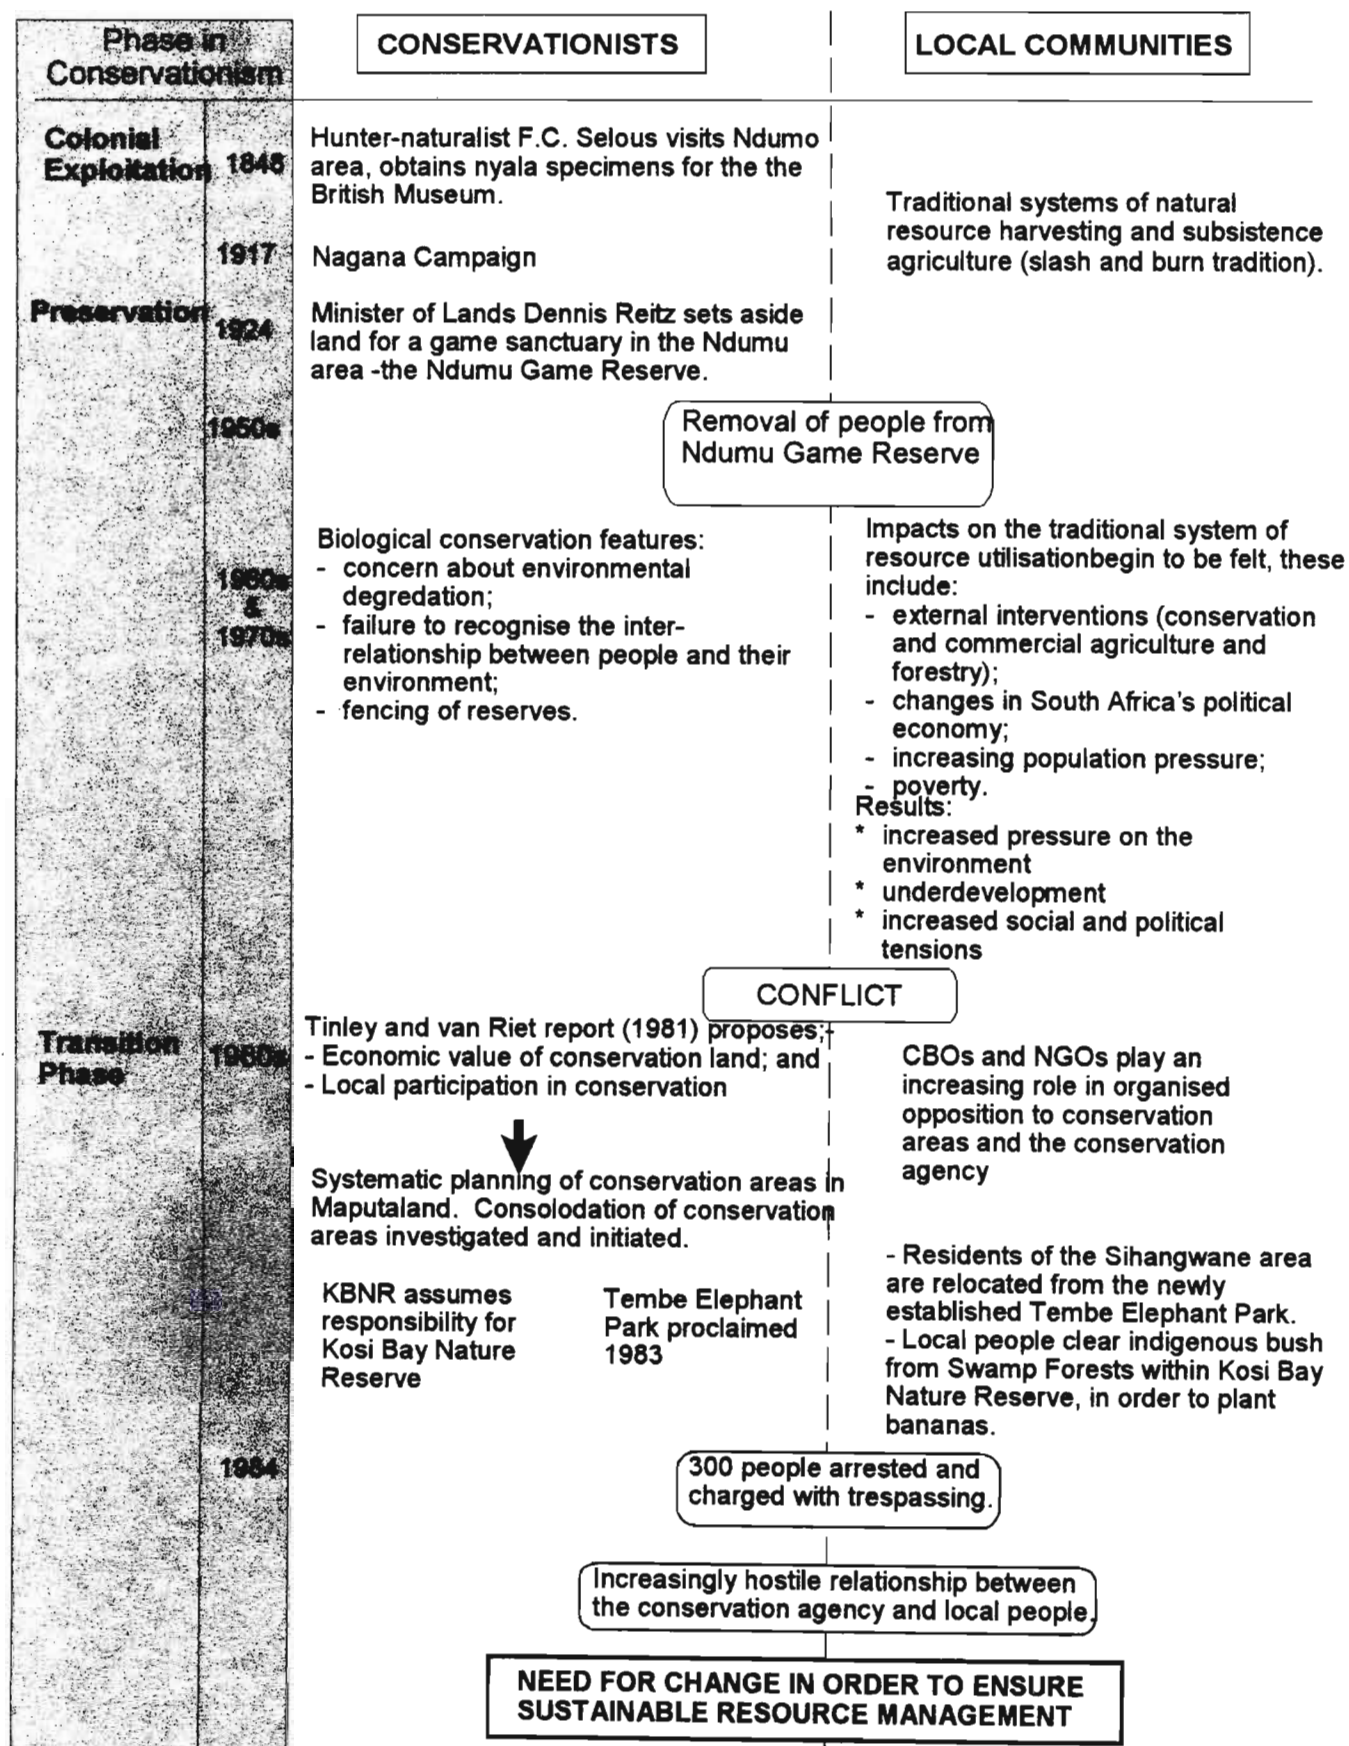 Phase in
Conservationism
CONSERVATIONISTS
LOCAL COMMUNITIES
Colonial
Exploitation
1848
Hunter-naturalist F.C. Selous visits Ndumo
area, obtains nyala specimens for the the
British Museum.
Traditional systems of natural
resource harvesting and subsistence
agriculture (slash and burn tradition).
1917
Nagana Campaign
Preservation
1924
Minister of Lands Dennis Reitz sets aside
land for a game sanctuary in the Ndumu
area -the Ndumu Game Reserve.
1950s
Removal of people from
Ndumu Game Reserve
1960s
&
1970s
Biological conservation features:
- concern about environmental
degredation;
- failure to recognise the inter-
relationship between people and their
environment;
- fencing of reserves.
Impacts on the traditional system of
resource utilisationbegin to be felt, these
include:
- external interventions (conservation
and commercial agriculture and
forestry);
- changes in South Africa's political
economy;
- increasing population pressure;
- poverty.
Results:
* increased pressure on the
environment
* underdevelopment
* increased social and political
tensions
CONFLICT
Transition
Phase
1980s
Tinley and van Riet report (1981) proposes;-
- Economic value of conservation land; and
- Local participation in conservation
CBOs and NGOs play an
increasing role in organised
opposition to conservation
areas and the conservation
agency
Systematic planning of conservation areas in
Maputaland. Consolodation of conservation
areas investigated and initiated.
KBNR assumes
responsibility for
Kosi Bay Nature
Reserve
Tembe Elephant
Park proclaimed
1983
- Residents of the Sihangwane area
are relocated from the newly
established Tembe Elephant Park.
- Local people clear indigenous bush
from Swamp Forests within Kosi Bay
Nature Reserve, in order to plant
bananas.
1984
300 people arrested and
charged with trespassing.
Increasingly hostile relationship between
the conservation agency and local people.
NEED FOR CHANGE IN ORDER TO ENSURE
SUSTAINABLE RESOURCE MANAGEMENT